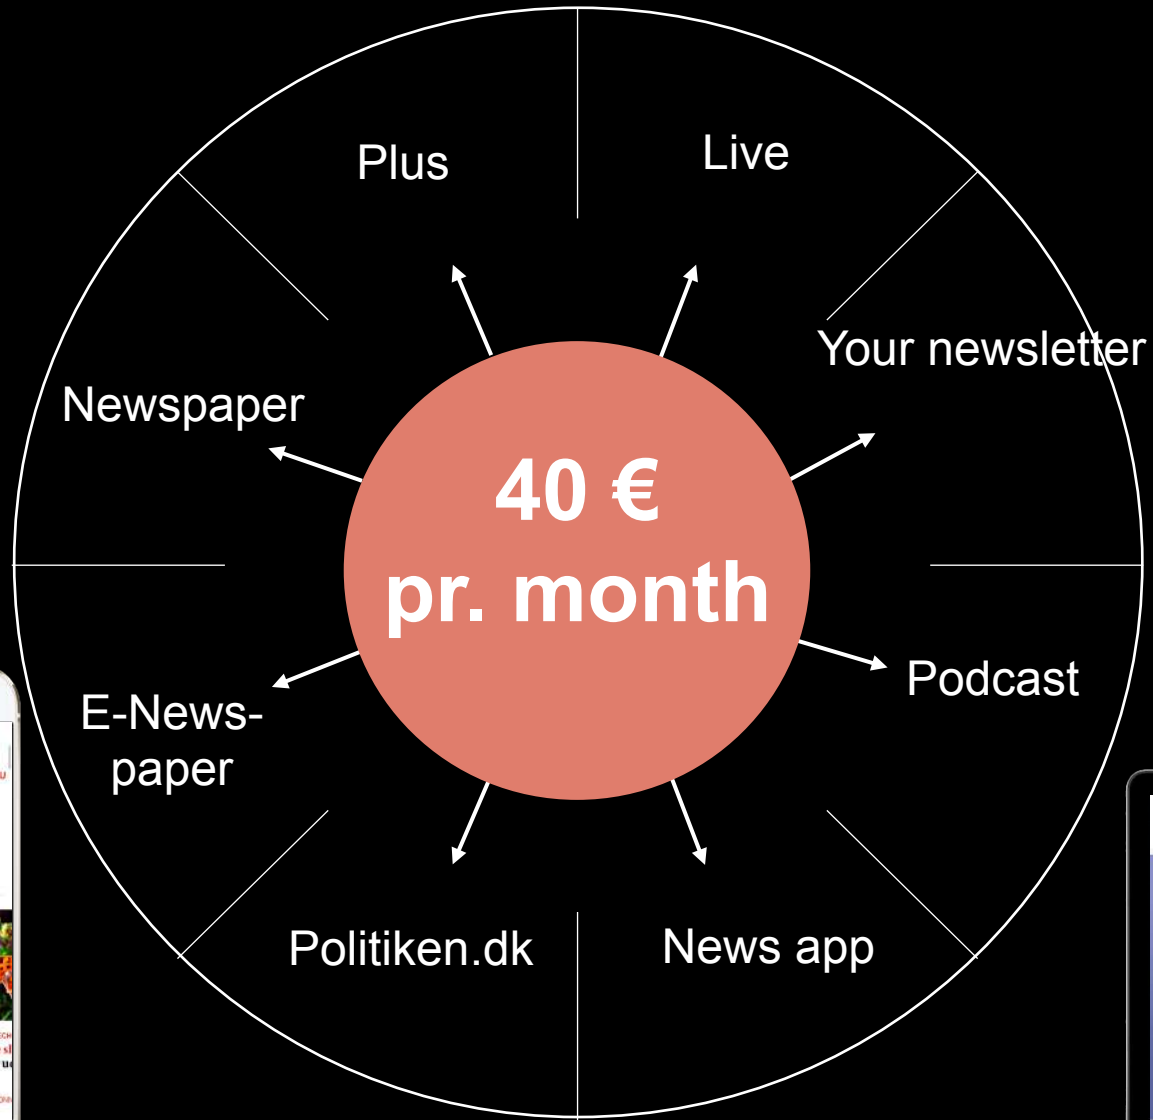 Plus
Live
Your newsletter
Newspaper
40 €
pr. month
Podcast
E-News-
paper
Politiken.dk
News app